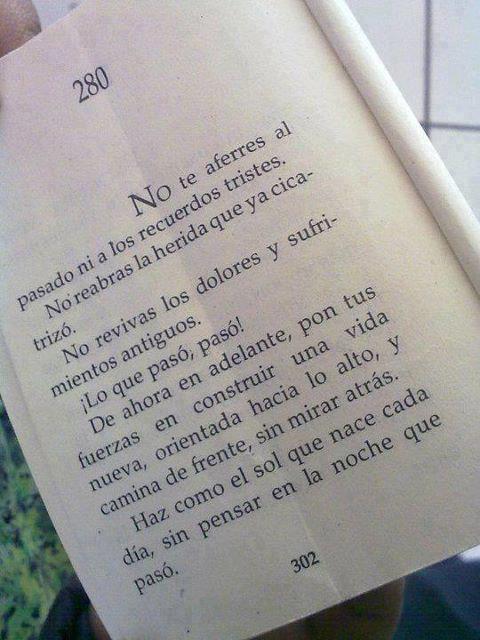 280
No te aferres al
pasado ni a los recuerdos tristes.
No reabras la herida que ya cica-
trizó.
No revivas los dolores y sufri-
mientos antiguos.
¡Lo que pasó, pasó!
De ahora en adelante, pon tus
fuerzas en construir una vida
nueva, orientada hacia lo alto, y
camina de frente, sin mirar atrás.
Haz como el sol que nace cada
día, sin pensar en la noche que
pasó.
302